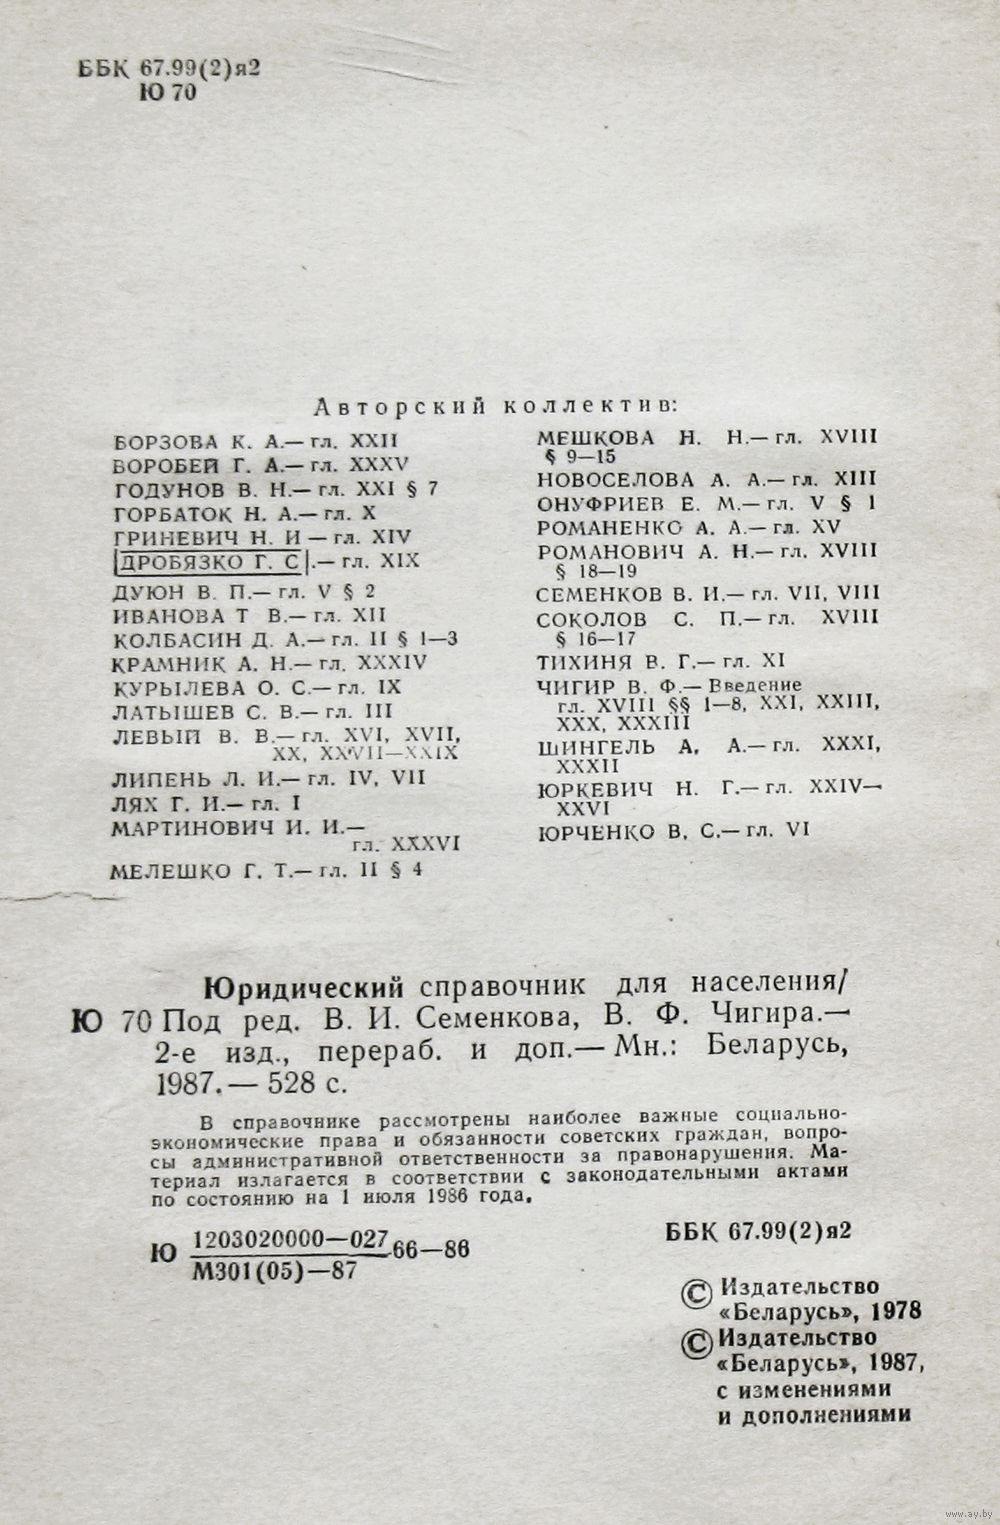 ББК 67.99(2)я2
Ю 70
Авторский коллектив:
БОРЗОВА К. А.— гл. XXII
ВОРОБЕЙ Г. А.— гл. XXXV
ГОДУНОВ В. Н.— гл. XXI § 7
ГОРБАТОК Н. А.— гл. X
ГРИНЕВИЧ Н. И — гл. XIV
ДРОБЯЗКО Г. С.— гл. XIX
ДУЮН В. П.— гл. V § 2
ИВАНОВА Т В.— гл. XII
КОЛБАСИН Д. А.— гл. II § 1—3
КРАМНИК А. Н.— гл. XXXIV
КУРЫЛЕВА О. С.— гл. IX
ЛАТЫШЕВ С. В.— гл. III
ЛЕВЫЙ В. В.— гл. XVI, XVII,
XX, XXVII—XXIX
ЛИПЕНЬ Л. И.— гл. IV, VII
ЛЯХ Г. И.— гл. I
МАРТИНОВИЧ И. И.—
гл. XXXVI
МЕЛЕШКО Г. Т.— гл. II § 4
МЕШКОВА Н. Н.— гл. XVIII
§ 9—15
НОВОСЕЛОВА А. А.— гл. XIII
ОНУФРИЕВ Е. М.— гл. V § 1
РОМАНЕНКО А. А.— гл. XV
РОМАНОВИЧ А. Н.— гл. XVIII
§ 18—19
СЕМЕНКОВ В. И.— гл. VII, VIII
СОКОЛОВ С. П.— гл. XVIII
§ 16—17
ТИХИНЯ В. Г.— гл. XI
ЧИГИР В. Ф.— Введение
гл. XVIII §§ 1—8, XXI, XXIII,
XXX, XXXIII
ШИНГЕЛЬ А. А.— гл. XXXI,
XXXII
ЮРКЕВИЧ Н. Г.— гл. XXIV—
XXVI
ЮРЧЕНКО В. С.— гл. VI
Юридический справочник для населения/
Ю 70 Под ред. В. И. Семенкова, В. Ф. Чигира.—
2-е изд., перераб. и доп.— Мн.: Беларусь,
1987.— 528 с.
В справочнике рассмотрены наиболее важные социально-
экономические права и обязанности советских граждан, вопро-
сы административной ответственности за правонарушения. Ма-
териал излагается в соответствии с законодательными актами
по состоянию на 1 июля 1986 года.
Ю 1203020000—027 66—86
М301(05)—87
ББК 67.99(2)я2
© Издательство
«Беларусь», 1978
© Издательство
«Беларусь», 1987,
с изменениями
и дополнениями
www.ay.by